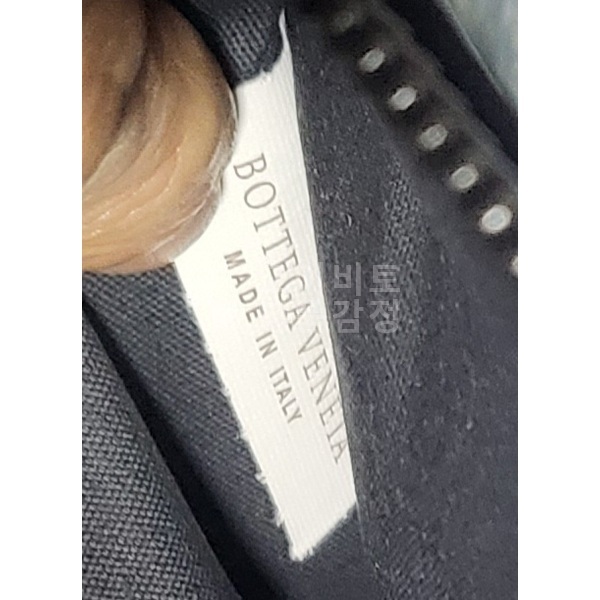 BOTTEGA VENETA
MADE IN ITALY
비토
감정